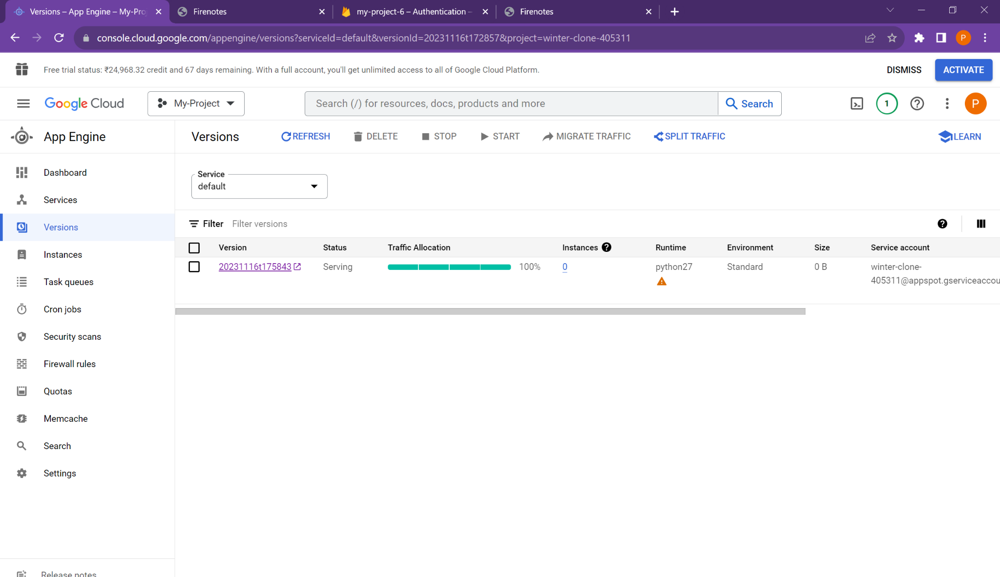 Versions – App Engine – My-Pro
Firenotes
my-project-6 – Authentication –
Firenotes
console.cloud.google.com/appengine/versions?serviceId=default&versionId=20231116t172857&project=winter-clone-405311
P
Free trial status: ₹24,968.32 credit and 67 days remaining. With a full account, you'll get unlimited access to all of Google Cloud Platform.
DISMISS
ACTIVATE
Google Cloud
My-Project
Search (/) for resources, docs, products and more
Search
1
P
App Engine
Versions
REFRESH
DELETE
STOP
START
MIGRATE TRAFFIC
SPLIT TRAFFIC
LEARN
Dashboard
Services
Versions
Instances
Task queues
Cron jobs
Security scans
Firewall rules
Quotas
Memcache
Search
Settings
Release notes
Service
default
Filter Filter versions
Version Status Traffic Allocation Instances Runtime Environment Size Service account
20231116t175843 Serving 100% 0 python27 Standard 0 B winter-clone-
405311@appspot.gserviceaccou